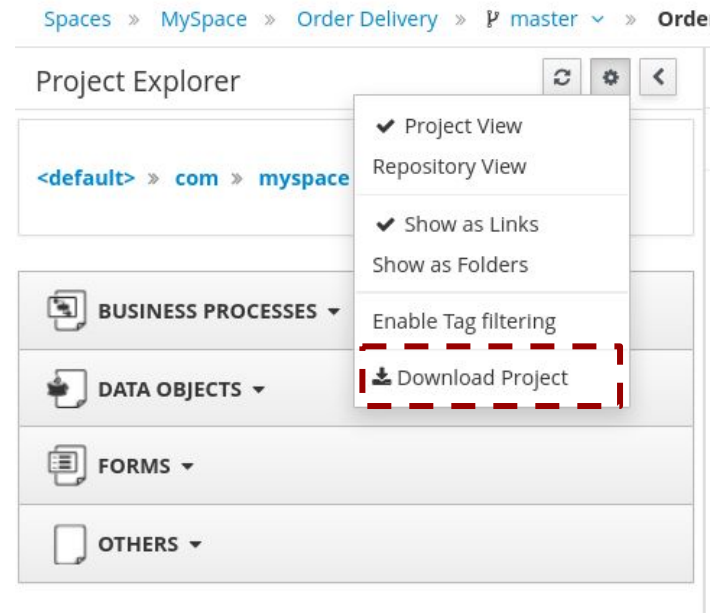 Spaces » MySpace » Order Delivery » master »
Project Explorer
✔ Project View
Repository View
<default> » com » myspace
✔ Show as Links
Show as Folders
BUSINESS PROCESSES
Enable Tag filtering
Download Project
DATA OBJECTS
FORMS
OTHERS